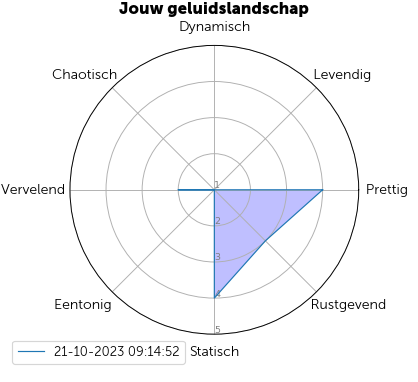 Jouw geluidslandschap
Dynamisch
Chaotisch
Levendig
1
Vervelend
Prettig
2
3
4
Eentonig
Rustgevend
5
21-10-2023 09:14:52
Statisch